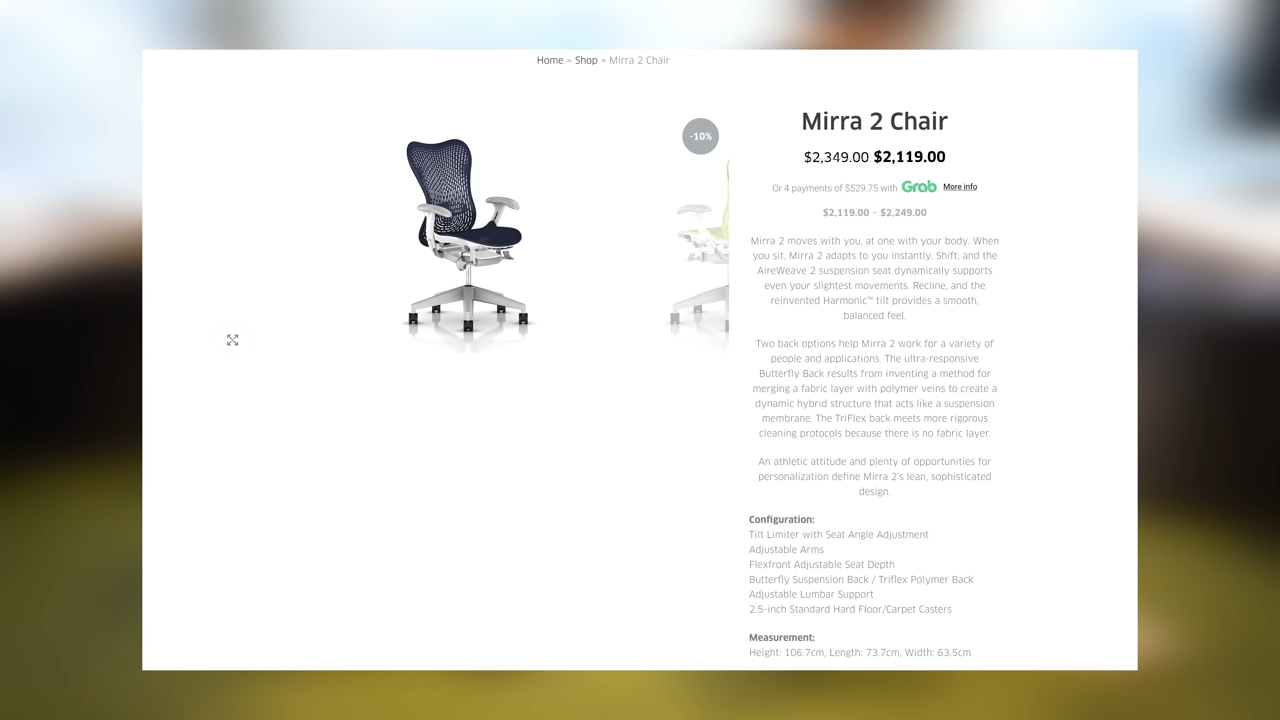 Home » Shop » Mirra 2 Chair
-10%
Mirra 2 Chair
$2,349.00 $2,119.00
Or 4 payments of $529.75 with Grab More info
$2,119.00 - $2,249.00
Mirra 2 moves with you, at one with your body. When
you sit, Mirra 2 adapts to you instantly. Shift, and the
AireWeave 2 suspension seat dynamically supports
even your slightest movements. Recline, and the
reinvented Harmonic™ tilt provides a smooth,
balanced feel.
Two back options help Mirra 2 work for a variety of
people and applications. The ultra-responsive
Butterfly Back results from inventing a method for
merging a fabric layer with polymer veins to create a
dynamic hybrid structure that acts like a suspension
membrane. The TriFlex back meets more rigorous
cleaning protocols because there is no fabric layer.
An athletic attitude and plenty of opportunities for
personalization define Mirra 2's lean, sophisticated
design.
Configuration:
Tilt Limiter with Seat Angle Adjustment
Adjustable Arms
Flexfront Adjustable Seat Depth
Butterfly Suspension Back / Triflex Polymer Back
Adjustable Lumbar Support
2.5-inch Standard Hard Floor/Carpet Casters
Measurement:
Height: 106.7cm, Length: 73.7cm, Width: 63.5cm